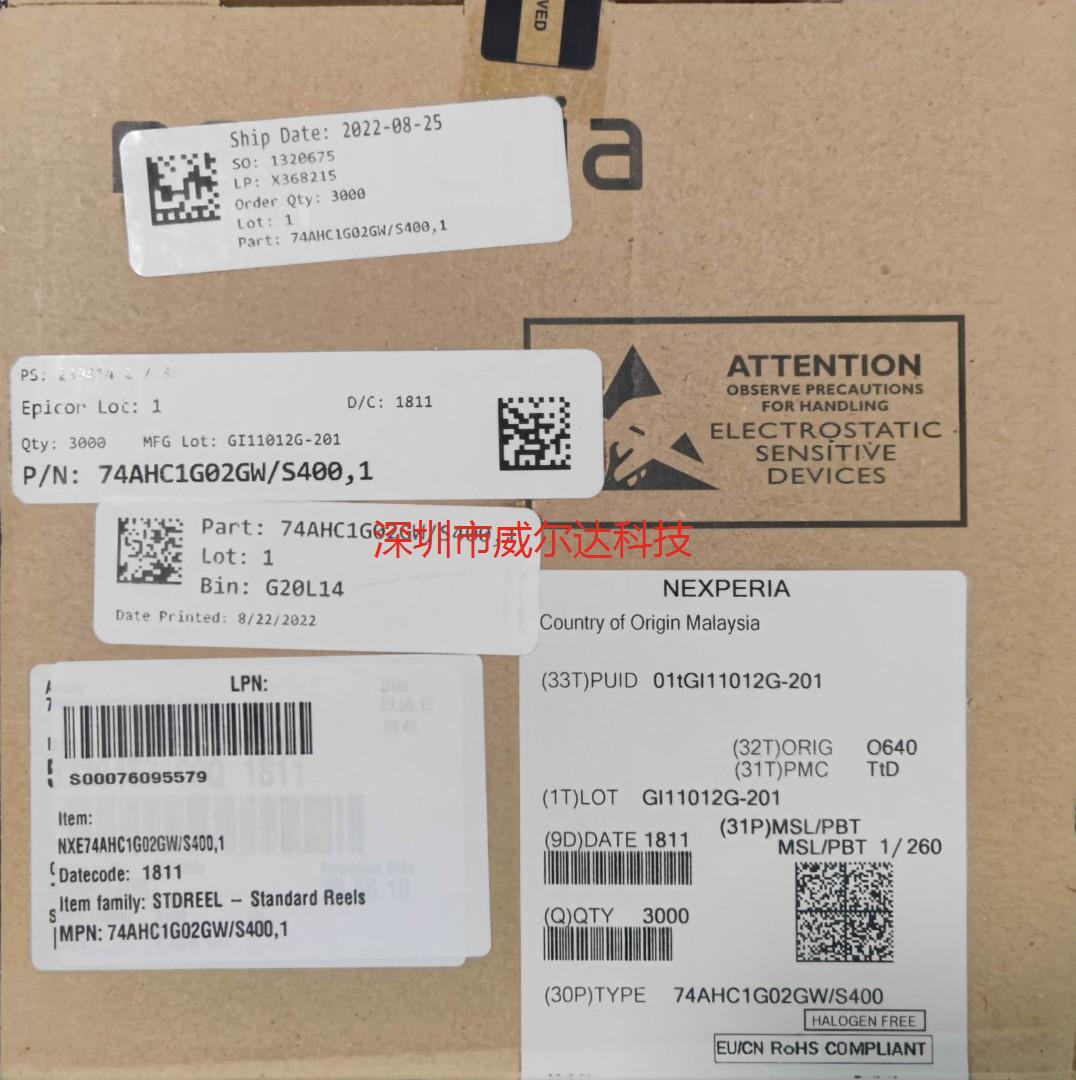 VED
ia
Ship Date: 2022-08-25
SO: 1320675
LP: X368215
Order Qty: 3000
Lot: 1
Part: 74AHC1G02GW/S400,1
ATTENTION
OBSERVE PRECAUTIONS
FOR HANDLING
ELECTROSTATIC
SENSITIVE
DEVICES
PS:
Epicor Loc: 1
D/C: 1811
Qty: 3000 MFG Lot: GI11012G-201
P/N: 74AHC1G02GW/S400,1
Part: 74AHC1G02GW/S400,1
Lot: 1
Bin: G20L14
Date Printed: 8/22/2022
深圳市威尔达科技
NEXPERIA
Country of Origin Malaysia
(33T)PUID 01tGI11012G-201
(32T)ORIG O640
(31T)PMC TtD
(1T)LOT GI11012G-201
(31P)MSL/PBT
(9D)DATE 1811
MSL/PBT 1/260
(Q)QTY 3000
(30P)TYPE 74AHC1G02GW/S400
HALOGEN FREE
EU/CN RoHS COMPLIANT
LPN:
S00076095579
1811
Item:
NXE74AHC1G02GW/S400,1
Datecode: 1811
Item family: STDREEL – Standard Reels
MPN: 74AHC1G02GW/S400,1